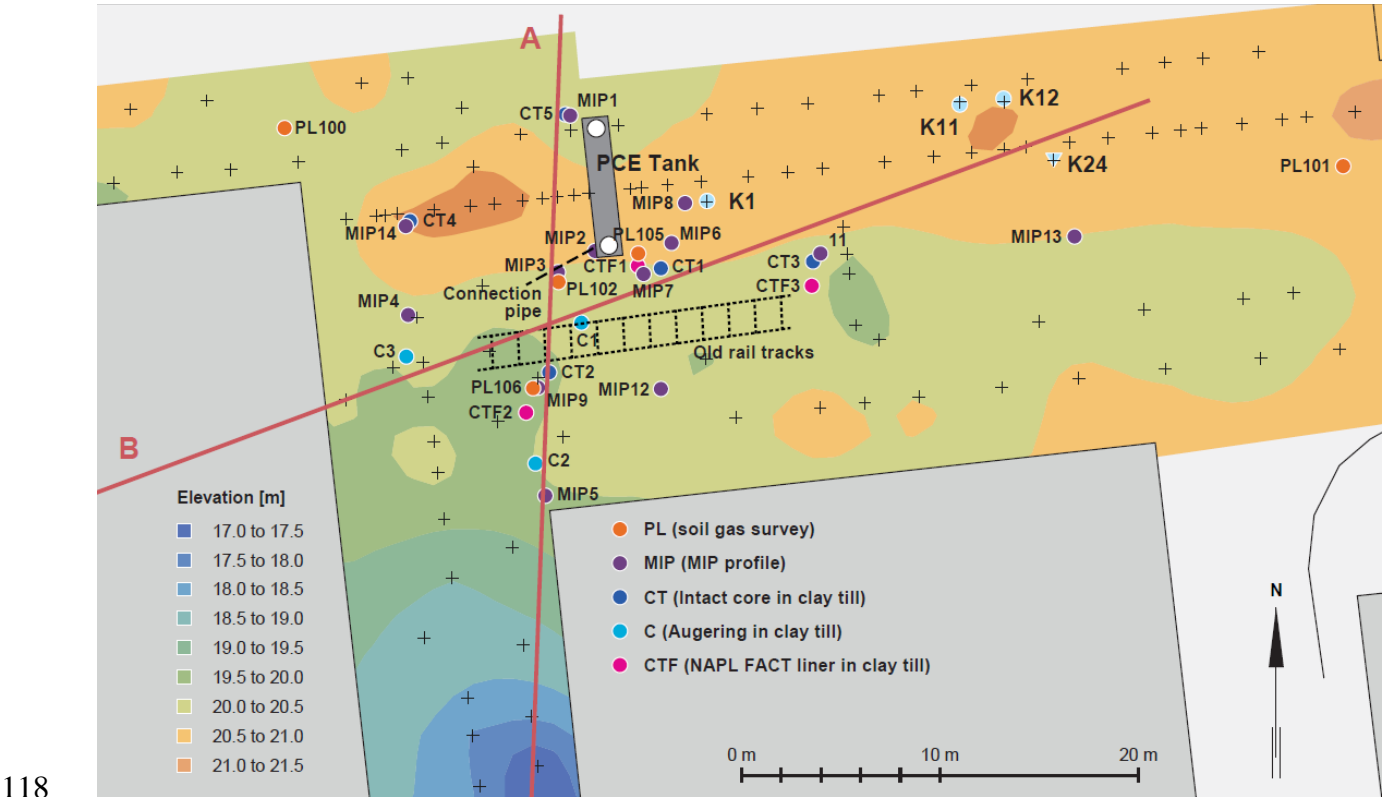 A
K12
CT5
MIP1
K11
PL100
PCE Tank
K24
PL101
MIP8
K1
CT4
MIP14
MIP2
PL105
MIP6
11
MIP13
MIP3
CTF1
CT1
CT3
PL102
MIP7
CTF3
Connection
pipe
MIP4
C1
C3
Old rail tracks
CT2
PL106
MIP9
MIP12
CTF2
B
C2
MIP5
Elevation [m]
17.0 to 17.5
17.5 to 18.0
18.0 to 18.5
18.5 to 19.0
19.0 to 19.5
19.5 to 20.0
20.0 to 20.5
20.5 to 21.0
21.0 to 21.5
PL (soil gas survey)
MIP (MIP profile)
CT (Intact core in clay till)
C (Augering in clay till)
CTF (NAPL FACT liner in clay till)
N
0 m 10 m 20 m
118